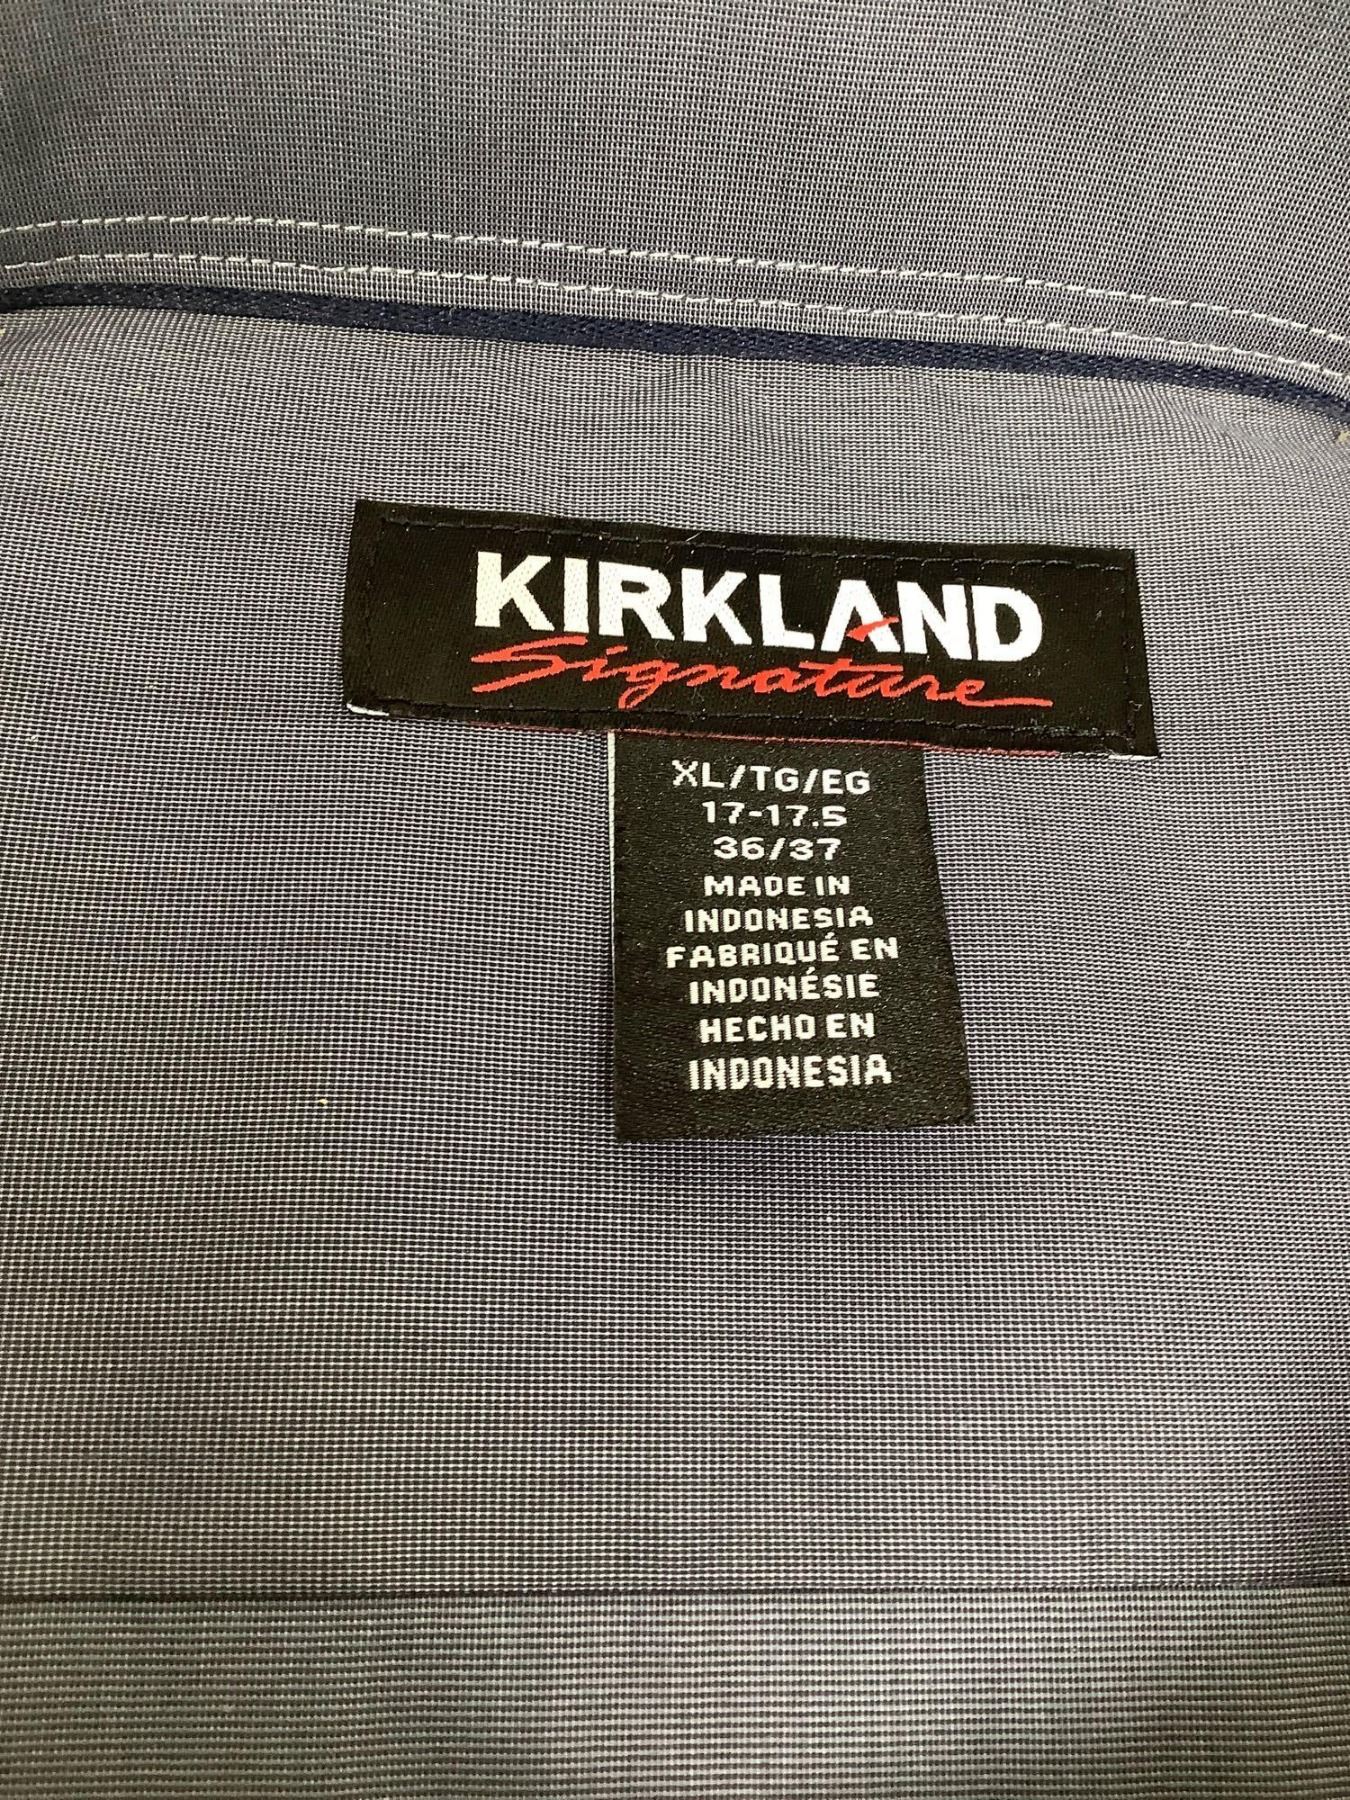 KIRKLAND
Signature
XL/TG/EG
17-17.5
36/37
MADE IN
INDONESIA
FABRIQUÉ EN
INDONÉSIE
HECHO EN
INDONESIA